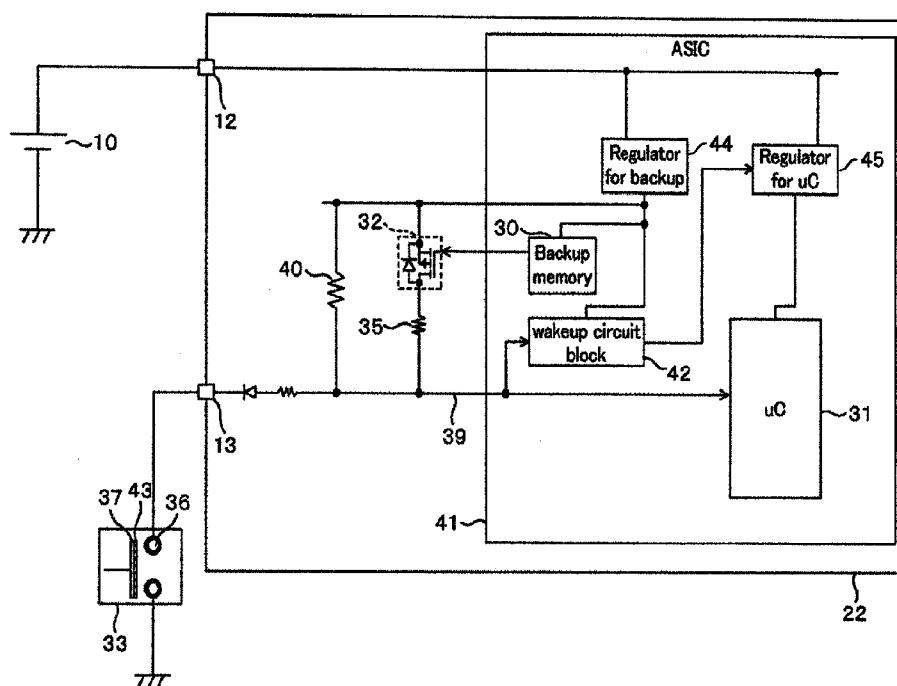 ASIC
12
10
Regulator
for backup
44
Regulator
for uC
45
32
30
Backup
memory
40
35
wakeup circuit
block
42
13
39
uC
31
37
43
36
41
33
22